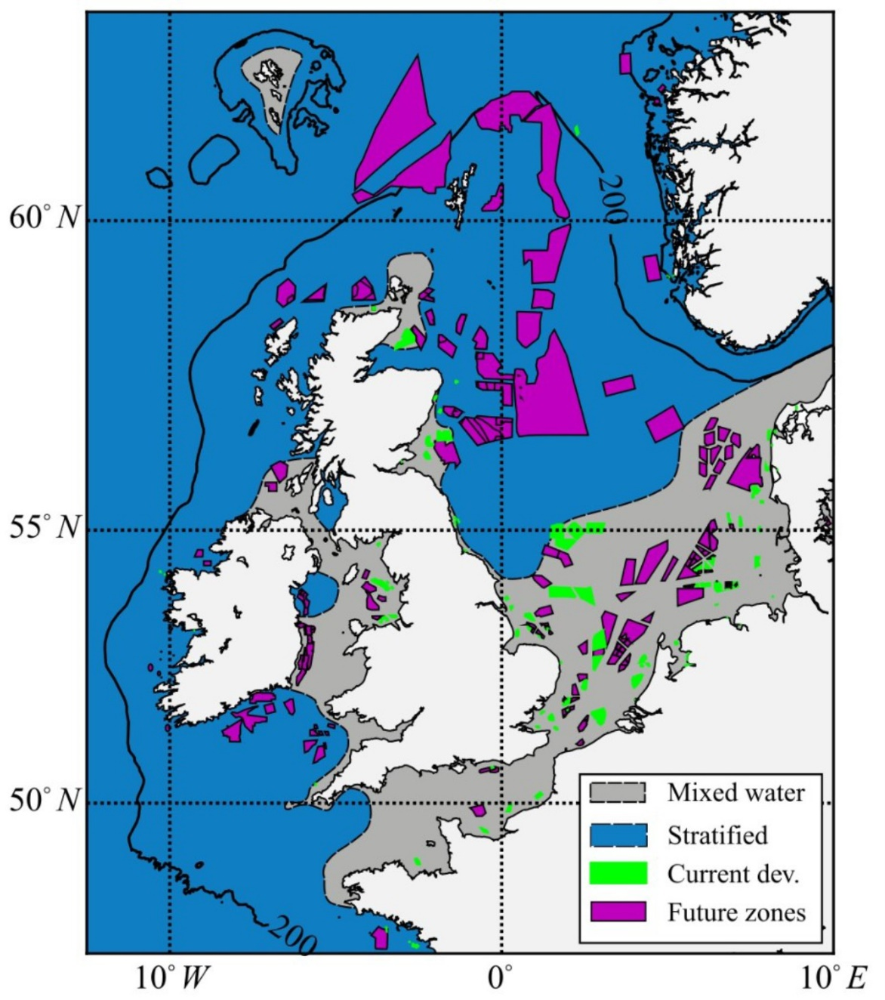 200
60° N
55° N
50° N
Mixed water
Stratified
Current dev.
Future zones
200
10° W
0°
10° E